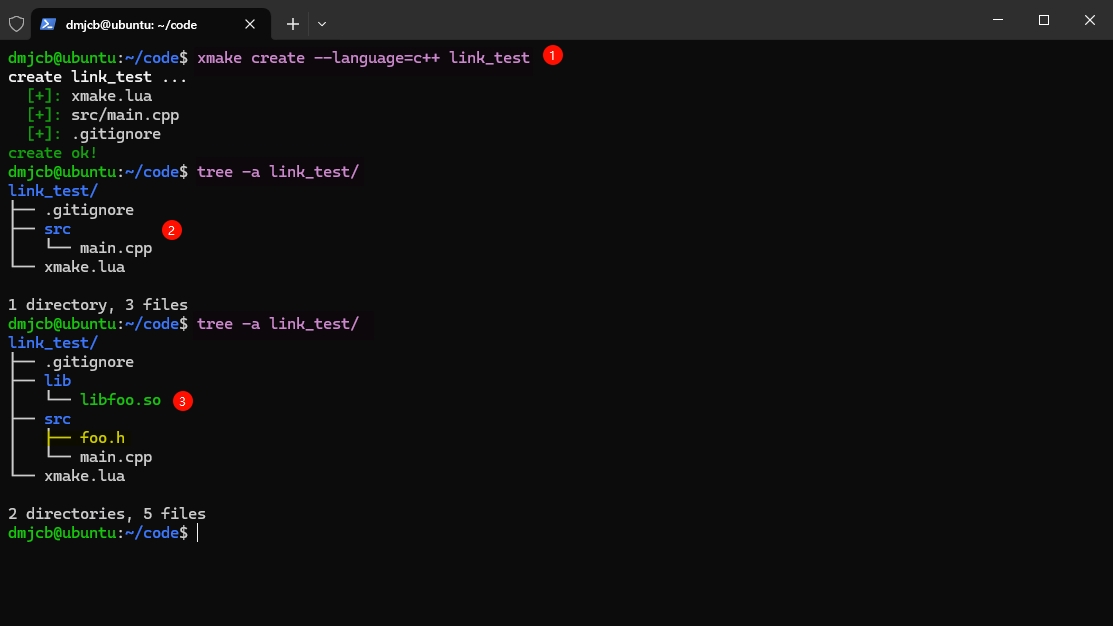 dmjcb@ubuntu: ~/code
dmjcb@ubuntu:~/code$ xmake create --language=c++ link_test 1
create link_test ...
  [+]: xmake.lua
  [+]: src/main.cpp
  [+]: .gitignore
create ok!
dmjcb@ubuntu:~/code$ tree -a link_test/
link_test/
├── .gitignore
├── src 2
│   └── main.cpp
└── xmake.lua
1 directory, 3 files
dmjcb@ubuntu:~/code$ tree -a link_test/
link_test/
├── .gitignore
├── lib
│   └── libfoo.so 3
├── src
│   ├── foo.h
│   └── main.cpp
└── xmake.lua
2 directories, 5 files
dmjcb@ubuntu:~/code$